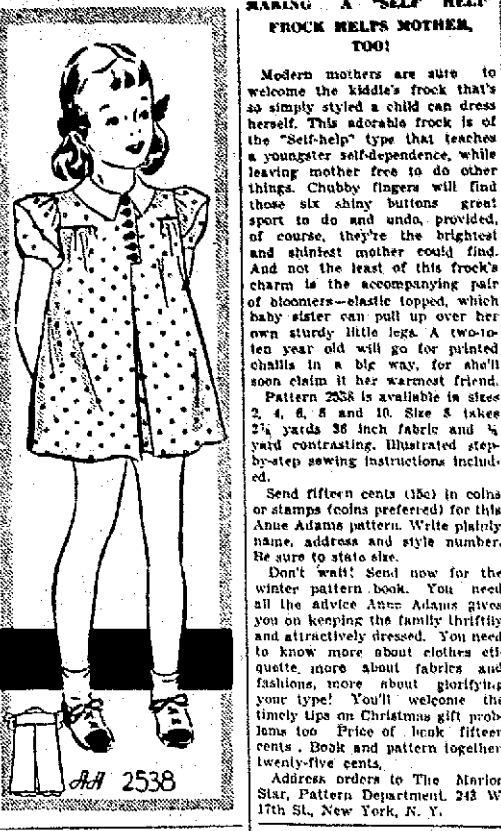 MAKING A "SELF HELP"
FROCK HELPS MOTHER,
TOO!
Modern mothers are sure to
welcome the kiddie's frock that's
so simply styled a child can dress
herself. This adorable frock is of
the "Self-help" type that teaches
a youngster self-dependence, while
leaving mother free to do other
things. Chubby fingers will find
those six shiny buttons great
sport to do and undo, provided,
of course, they're the brightest
and shiniest mother could find.
And not the least of this frock's
charm is the accompanying pair
of bloomers—elastic topped, which
baby sister can pull up over her
own sturdy little legs. A two-to-
ten year old will go for printed
challis in a big way, for she'll
soon claim it her warmest friend.
Pattern 2538 is available in sizes
2, 4, 6, 8 and 10. Size 8 takes
yards 36 inch fabric and
yard contrasting. Illustrated step-
by-step sewing instructions includ-
ed.
Send fifteen cents (15c) in coins
or stamps (coins preferred) for this
Anne Adams pattern. Write plainly
name, address and style number.
Be sure to state size.
Don't wait! Send now for the
winter pattern book. You need
all the advice Anne Adams gives
you on keeping the family thriftily
and attractively dressed. You need
to know more about clothes eti-
quette, more about fabrics and
fashions, more about glorifying
your type! You'll welcome the
timely tips on Christmas gift prob-
lems too Price of book fifteen
cents. Book and pattern together
twenty-five cents.
Address orders to The Marion
Star, Pattern Department. 243 W
17th St., New York, N. Y.
AA 2538